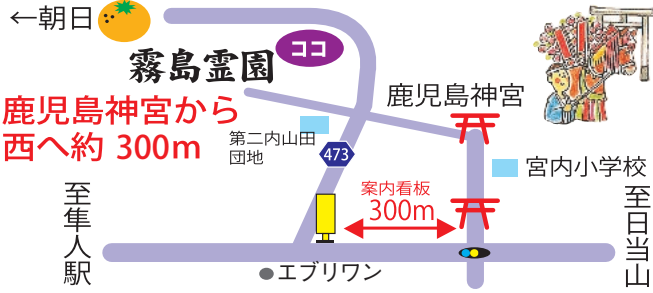 ←朝日
霧島霊園
ココ
鹿児島神宮
鹿児島神宮から
西へ約 300m
第二内山田
団地
473
宮内小学校
案内看板
300m
至隼人駅
至日当山
エブリワン